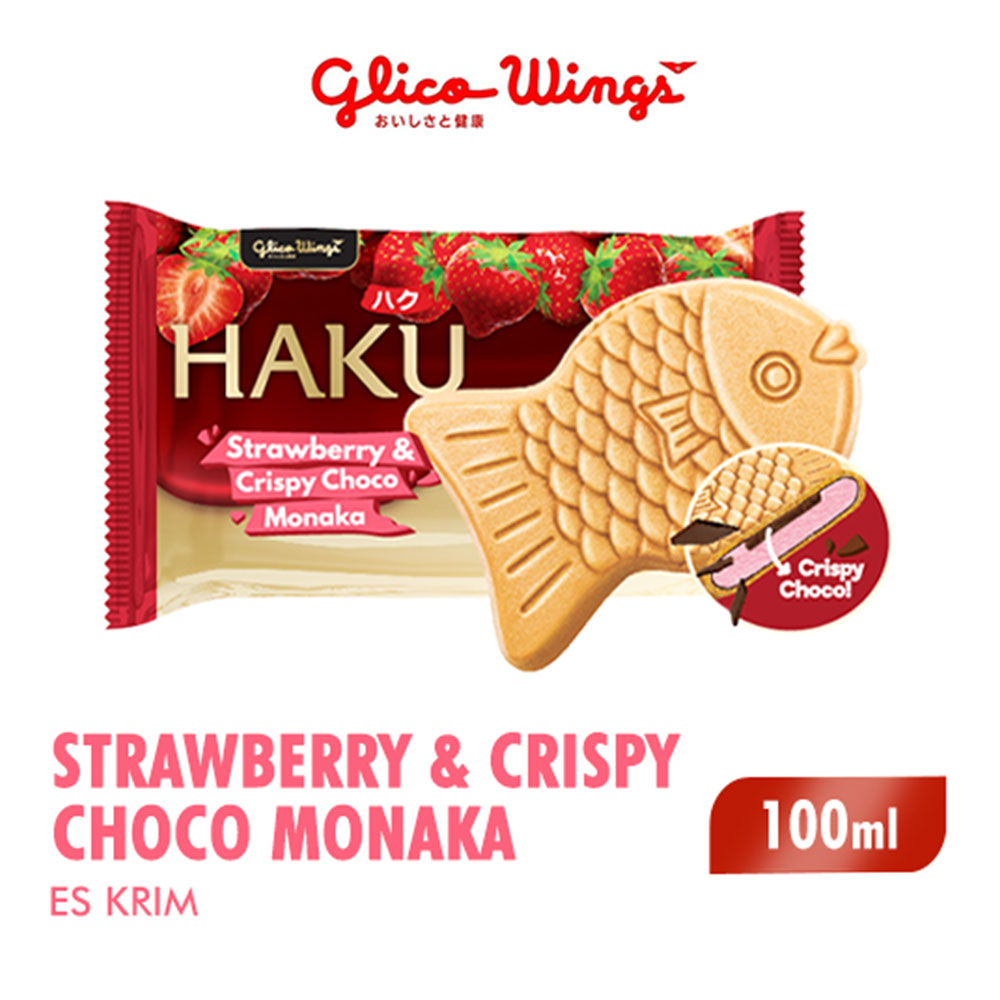 Glico Wings
おいしさと健康
Glico Wings
ハク
HAKU
Strawberry &
Crispy Choco
Monaka
Crispy
Choco!
STRAWBERRY & CRISPY
CHOCO MONAKA
100ml
ES KRIM